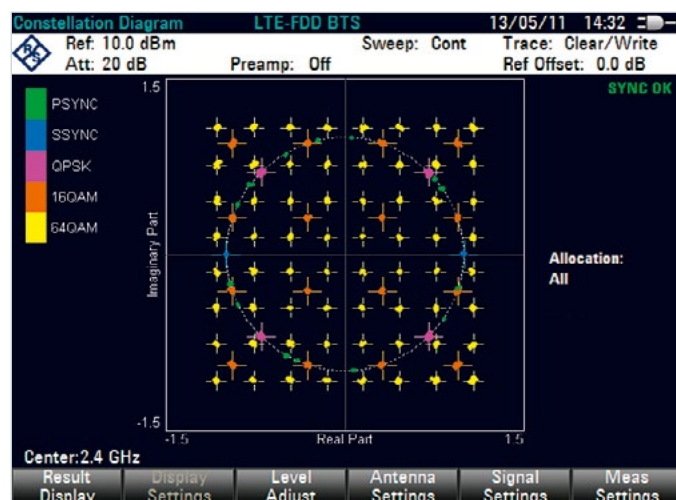 Constellation Diagram LTE-FDD BTS 13/05/11 14:32
Ref: 10.0 dBm Sweep: Cont Trace: Clear/Write
Att: 20 dB Preamp: Off Ref Offset: 0.0 dB
R S
SYNC OK
1.5
PSYNC
SSYNC
QPSK
16QAM
64QAM
Imaginary Part
Allocation:
All
-1.5
-1.5 Real Part 1.5
Center:2.4 GHz
Result Display
Display Settings
Level Adjust
Antenna Settings
Signal Settings
Meas Settings